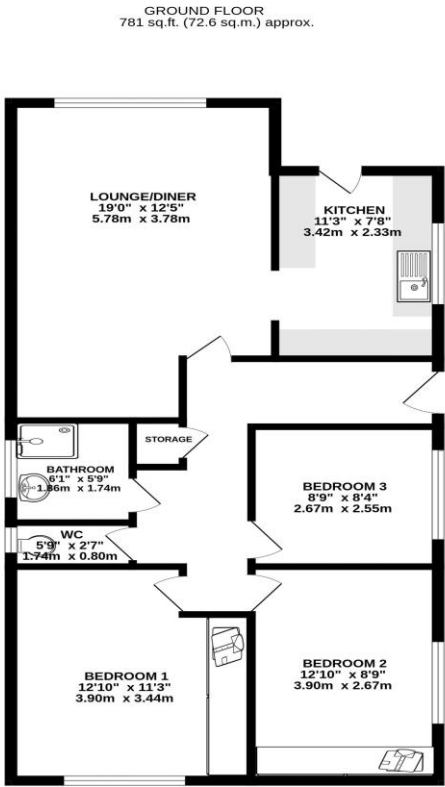 GROUND FLOOR
781 sq.ft. (72.6 sq.m.) approx.
LOUNGE/DINER
19'0" x 12'5"
5.78m x 3.78m
KITCHEN
11'3" x 7'8"
3.42m x 2.33m
STORAGE
BATHROOM
6'1" x 5'9"
1.86m x 1.74m
BEDROOM 3
8'9" x 8'4"
2.67m x 2.55m
WC
5'9" x 2'7"
1.74m x 0.80m
BEDROOM 1
12'10" x 11'3"
3.90m x 3.44m
BEDROOM 2
12'10" x 8'9"
3.90m x 2.67m